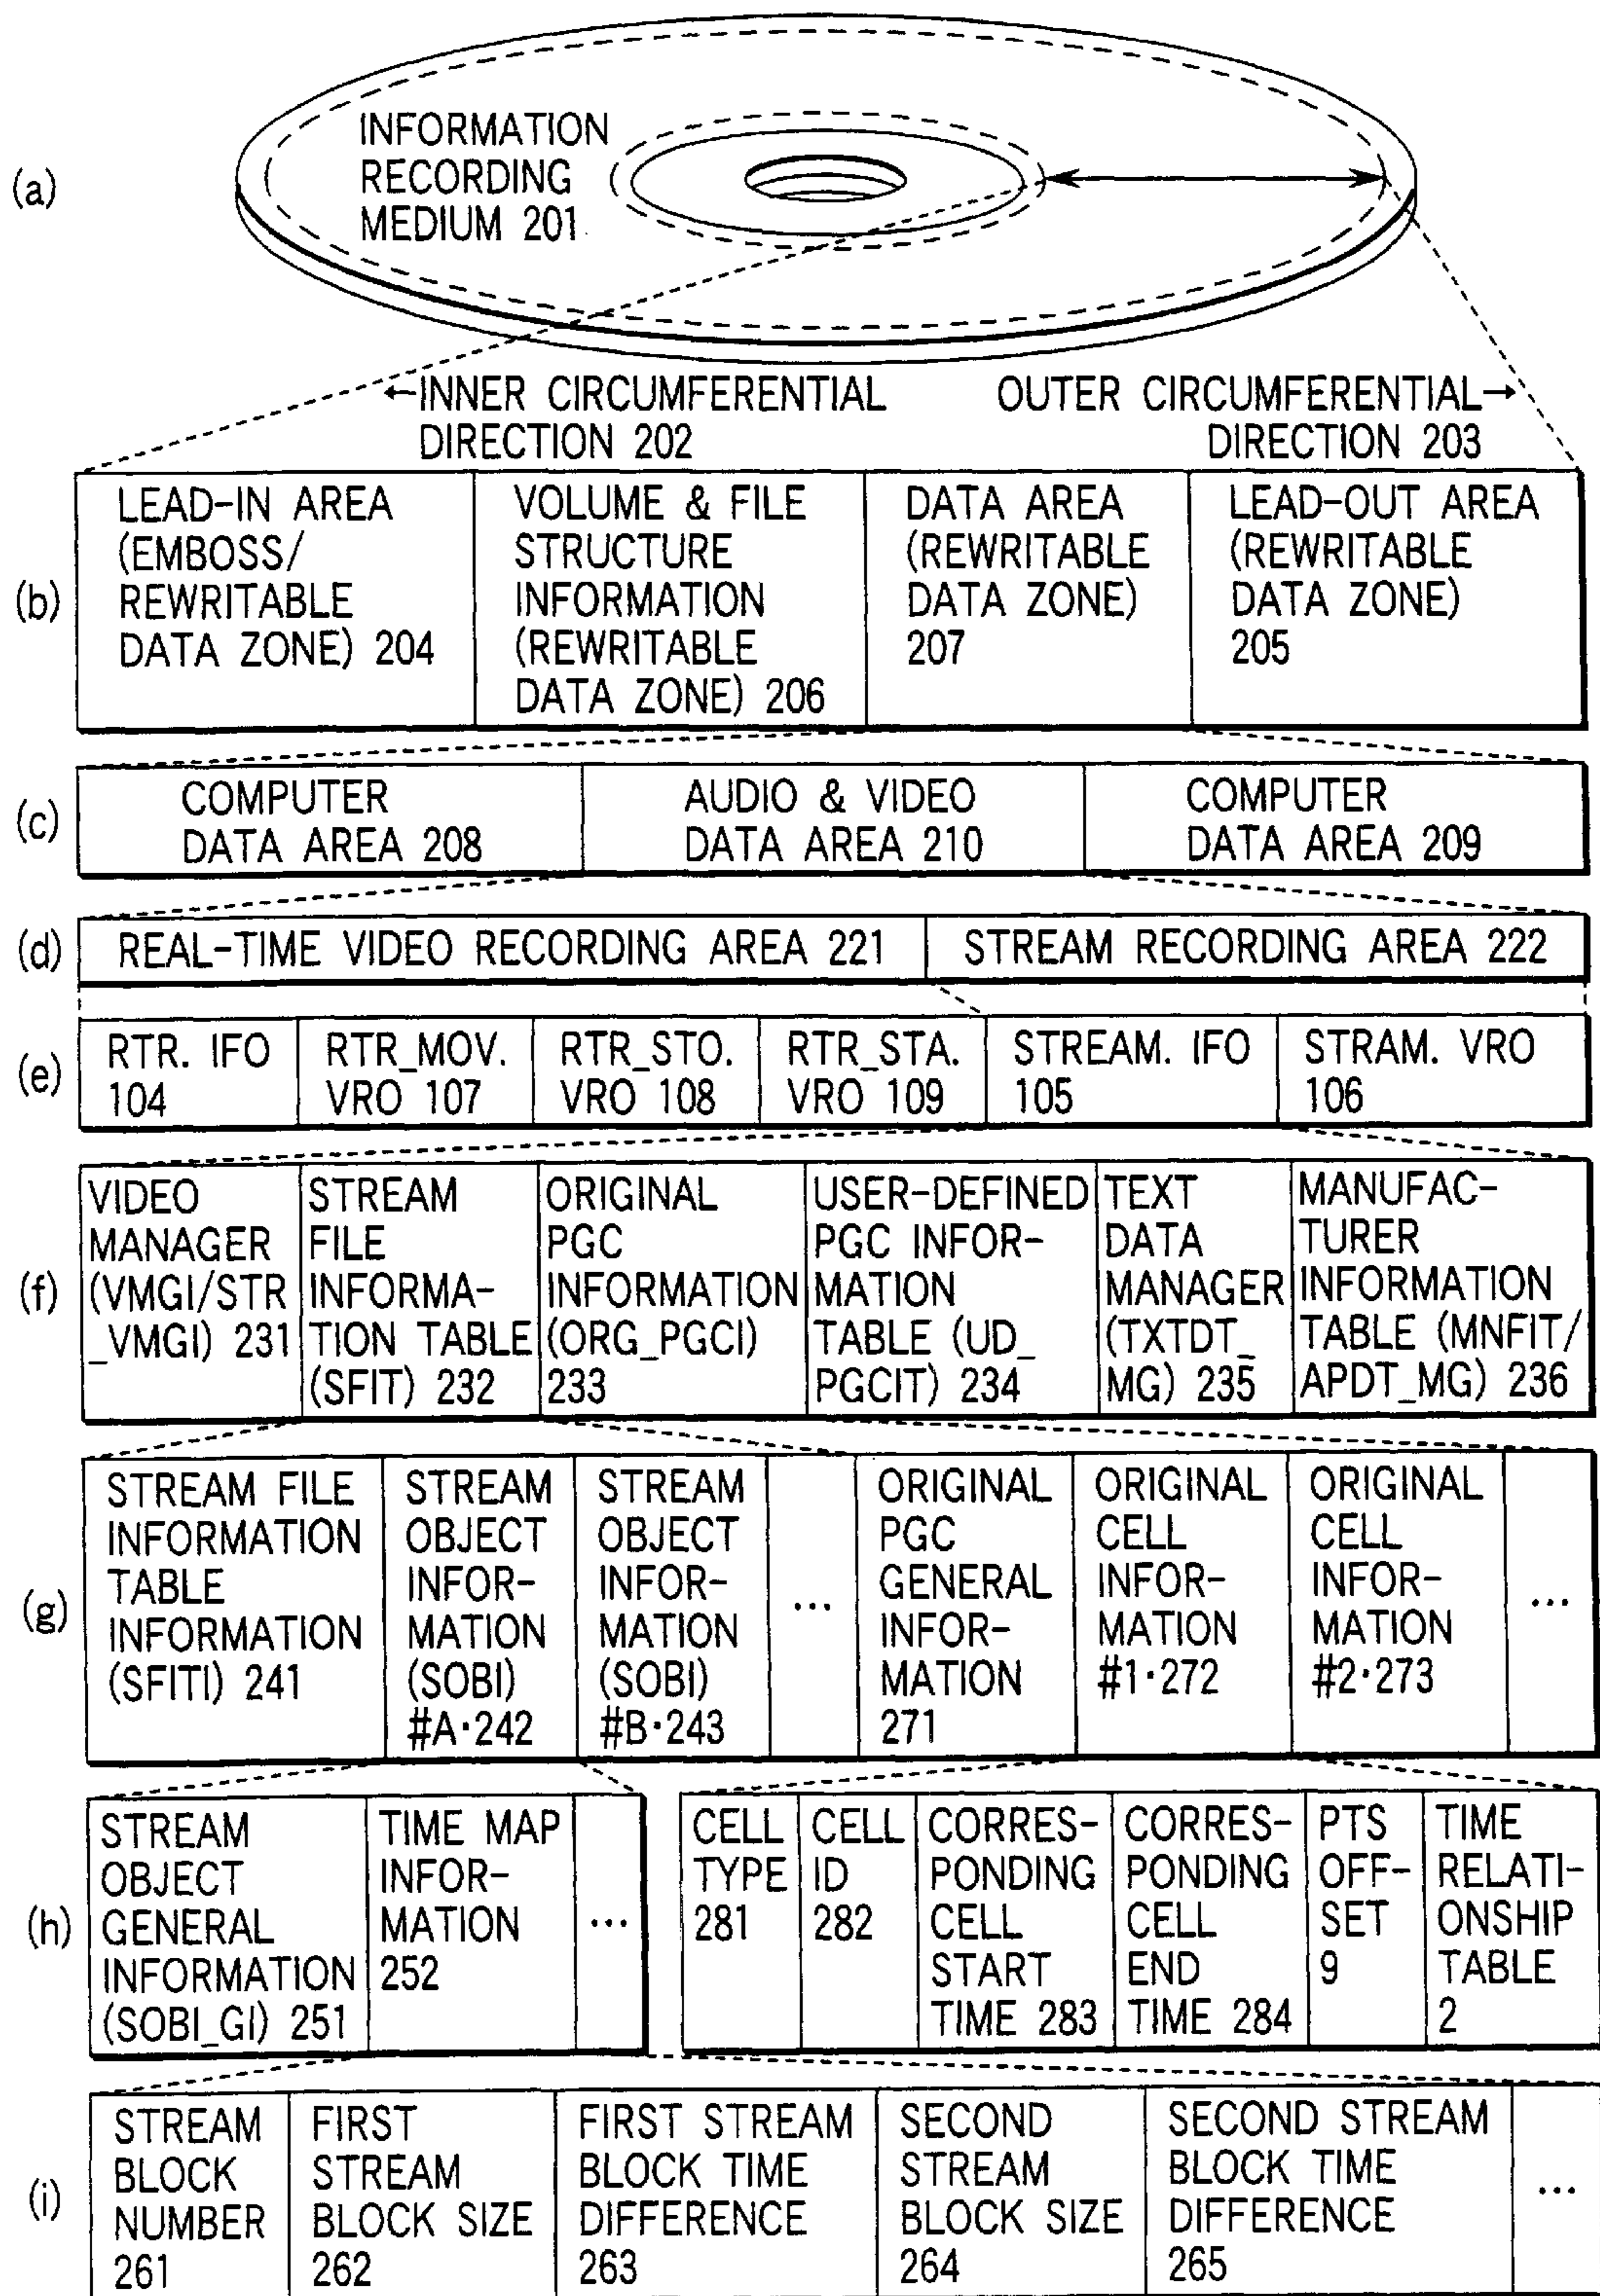 (a)
INFORMATION
RECORDING
MEDIUM 201
←INNER CIRCUMFERENTIAL
DIRECTION 202
OUTER CIRCUMFERENTIAL→
DIRECTION 203
(b)
LEAD-IN AREA
(EMBOSS/
REWRITABLE
DATA ZONE) 204
VOLUME & FILE
STRUCTURE
INFORMATION
(REWRITABLE
DATA ZONE) 206
DATA AREA
(REWRITABLE
DATA ZONE)
207
LEAD-OUT AREA
(REWRITABLE
DATA ZONE)
205
(c)
COMPUTER
DATA AREA 208
AUDIO & VIDEO
DATA AREA 210
COMPUTER
DATA AREA 209
(d)
REAL-TIME VIDEO RECORDING AREA 221
STREAM RECORDING AREA 222
(e)
RTR. IFO
104
RTR_MOV.
VRO 107
RTR_STO.
VRO 108
RTR_STA.
VRO 109
STREAM. IFO
105
STRAM. VRO
106
(f)
VIDEO
MANAGER
(VMGI/STR
_VMGI) 231
STREAM
FILE
INFORMA-
TION TABLE
(SFIT) 232
ORIGINAL
PGC
INFORMATION
(ORG_PGCI)
233
USER-DEFINED
PGC INFOR-
MATION
TABLE (UD_
PGCIT) 234
TEXT
DATA
MANAGER
(TXTDT_
MG) 235
MANUFAC-
TURER
INFORMATION
TABLE (MNFIT/
APDT_MG) 236
(g)
STREAM FILE
INFORMATION
TABLE
INFORMATION
(SFITI) 241
STREAM
OBJECT
INFOR-
MATION
(SOBI)
#A·242
STREAM
OBJECT
INFOR-
MATION
(SOBI)
#B·243
...
ORIGINAL
PGC
GENERAL
INFOR-
MATION
271
ORIGINAL
CELL
INFOR-
MATION
#1·272
ORIGINAL
CELL
INFOR-
MATION
#2·273
...
(h)
STREAM
OBJECT
GENERAL
INFORMATION
(SOBI_GI) 251
TIME MAP
INFOR-
MATION
252
...
CELL
TYPE
281
CELL
ID
282
CORRES-
PONDING
CELL
START
TIME 283
CORRES-
PONDING
CELL
END
TIME 284
PTS
OFF-
SET
9
TIME
RELATI-
ONSHIP
TABLE
2
(i)
STREAM
BLOCK
NUMBER
261
FIRST
STREAM
BLOCK SIZE
262
FIRST STREAM
BLOCK TIME
DIFFERENCE
263
SECOND
STREAM
BLOCK SIZE
264
SECOND STREAM
BLOCK TIME
DIFFERENCE
265
...